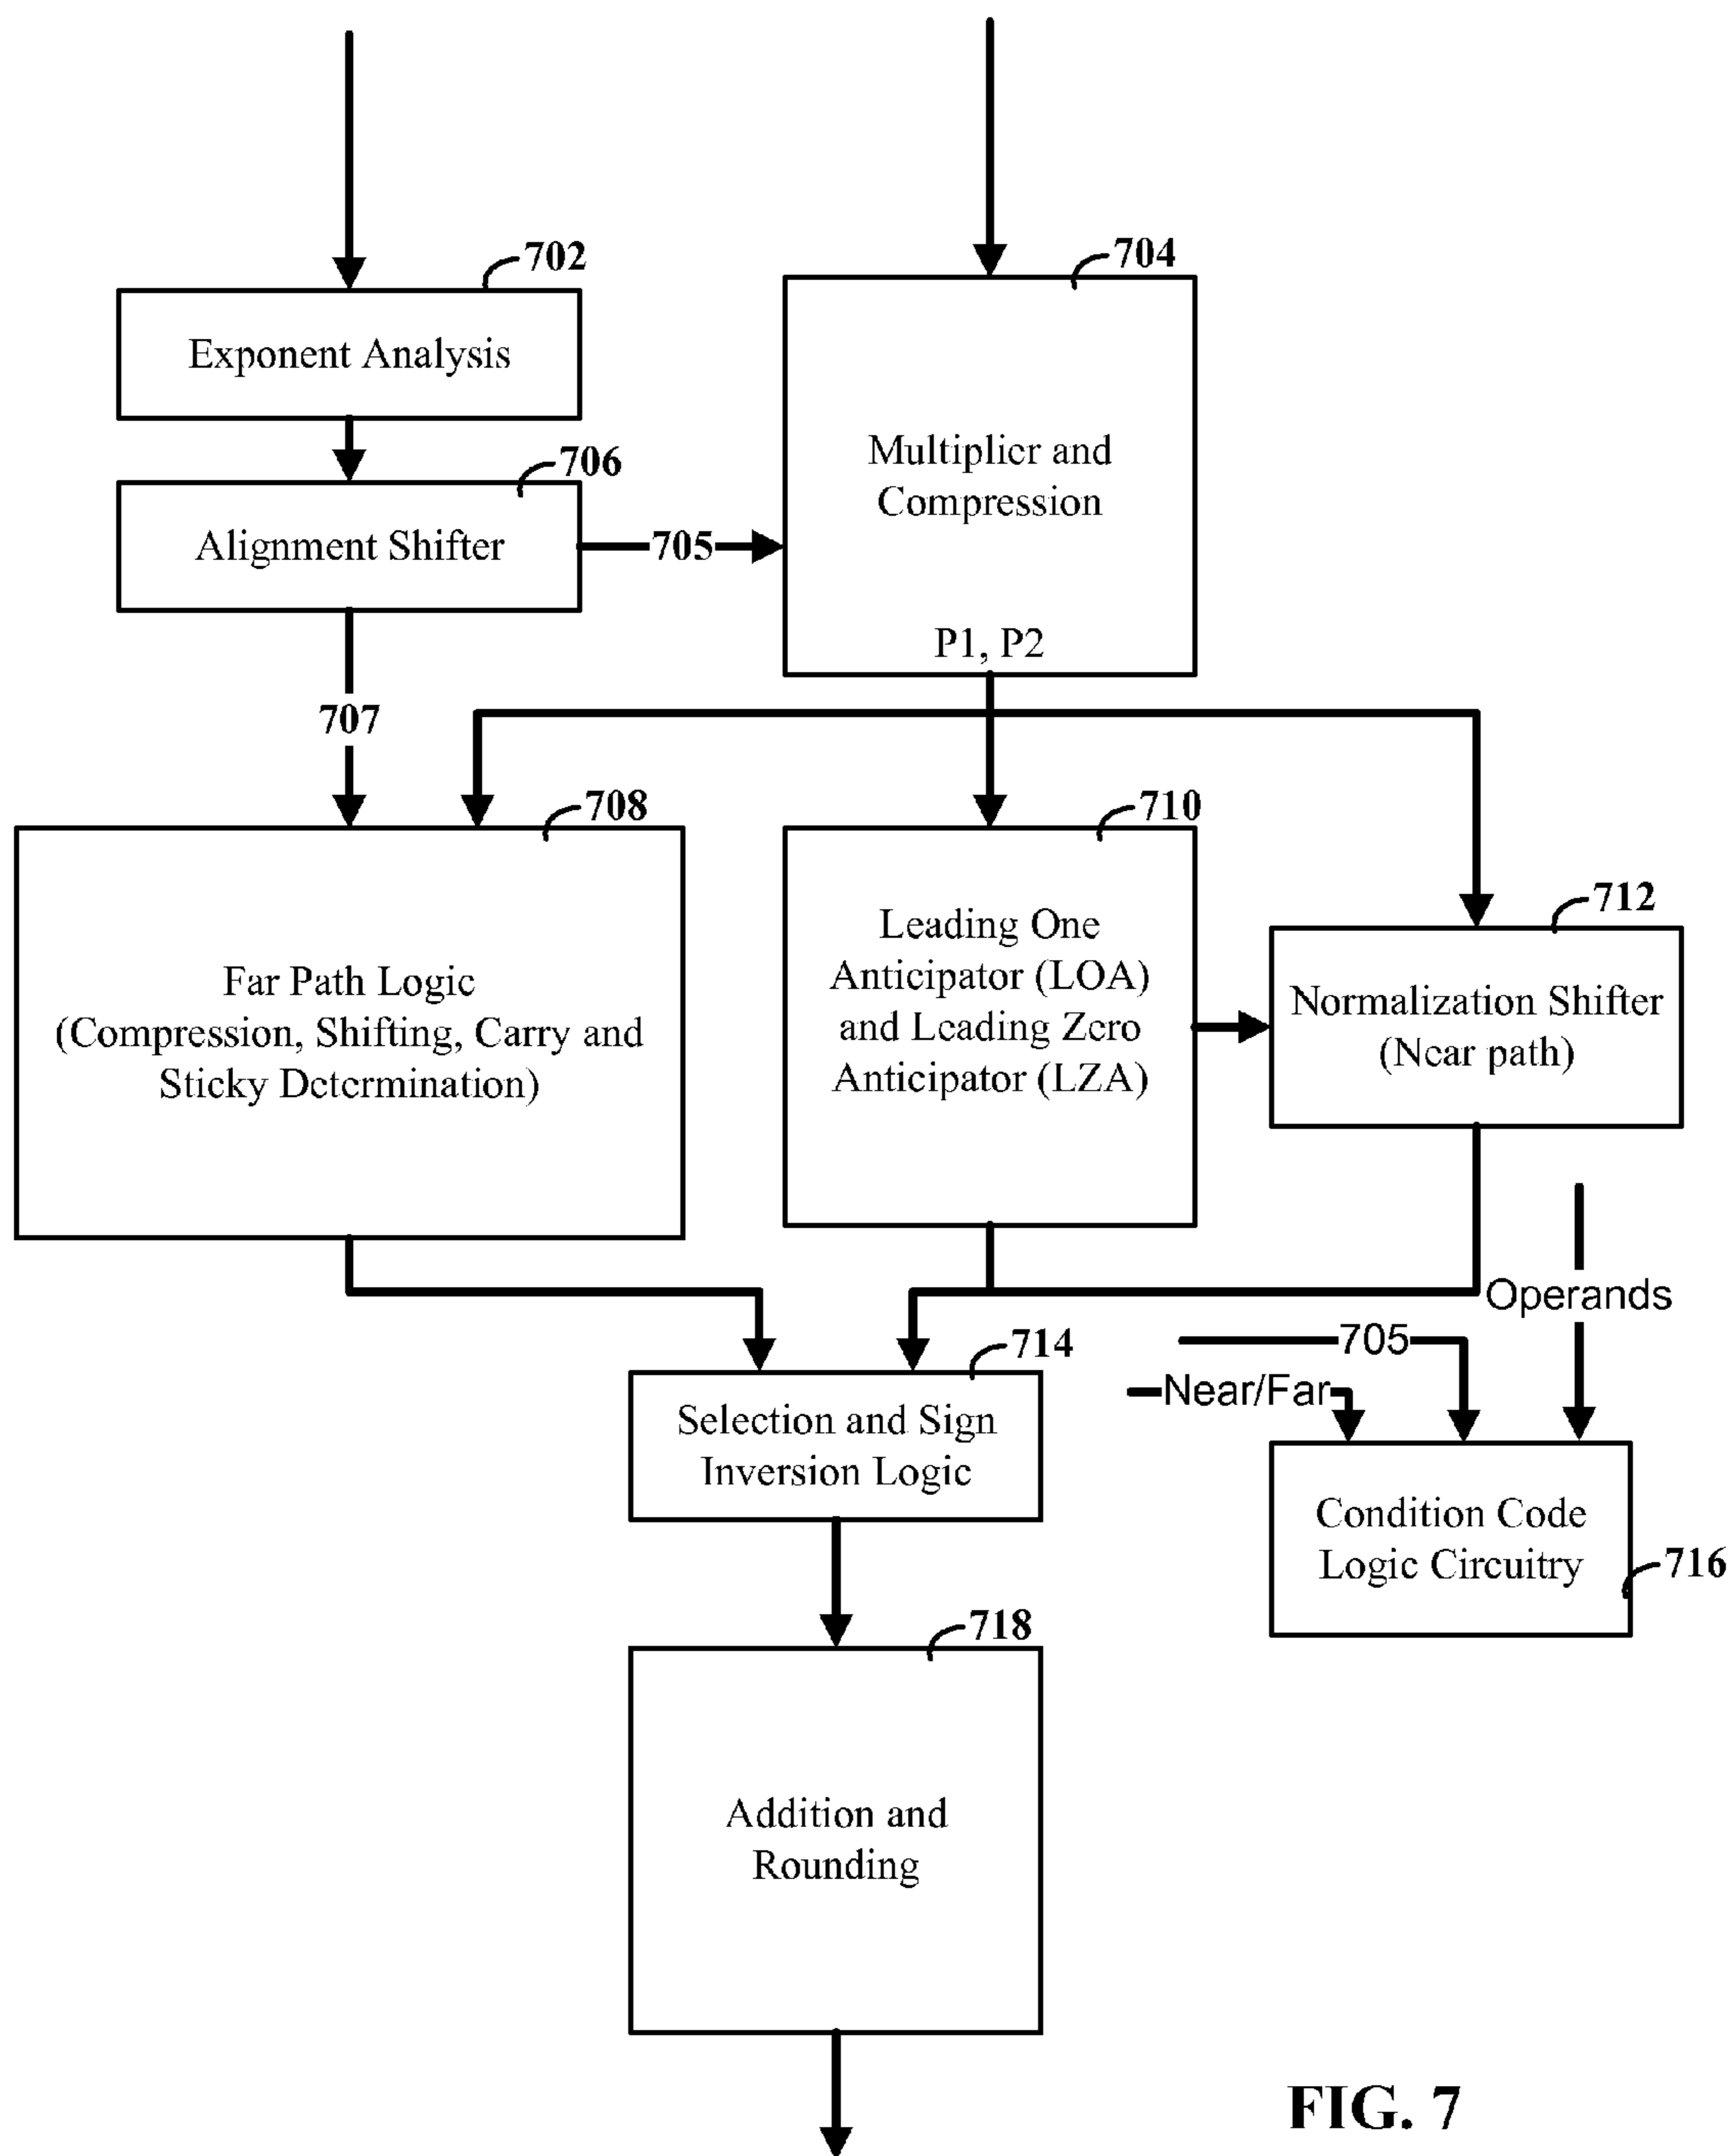 702
704
Exponent Analysis
706
Multiplier and
Compression
Alignment Shifter
705
P1, P2
707
708
710
712
Leading One
Anticipator (LOA)
and Leading Zero
Anticipator (LZA)
Far Path Logic
(Compression, Shifting, Carry and
Sticky Determination)
Normalization Shifter
(Near path)
Operands
705
714
Near/Far
Selection and Sign
Inversion Logic
Condition Code
Logic Circuitry
716
718
Addition and
Rounding
FIG. 7